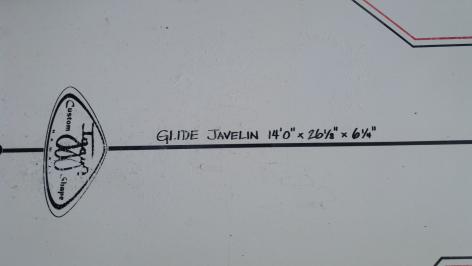 GLIDE JAVELIN 14'0" x 26⅛" x 6¼"
Custom
Shape